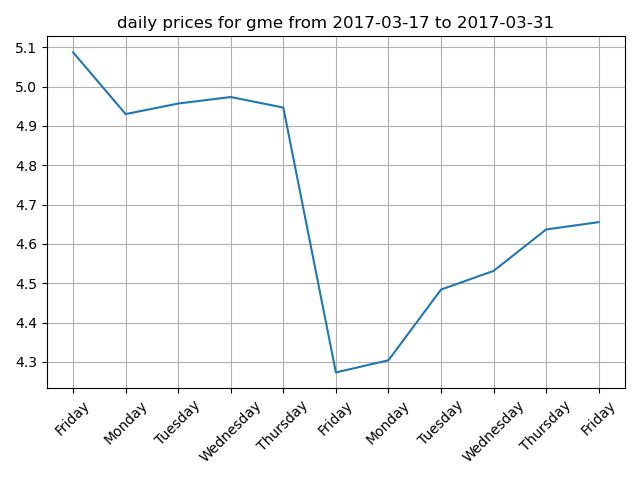 daily prices for gme from 2017-03-17 to 2017-03-31
5.1
5.0
4.9
4.8
4.7
4.6
4.5
4.4
4.3
Friday
Monday
Tuesday
Wednesday
Thursday
Friday
Monday
Tuesday
Wednesday
Thursday
Friday